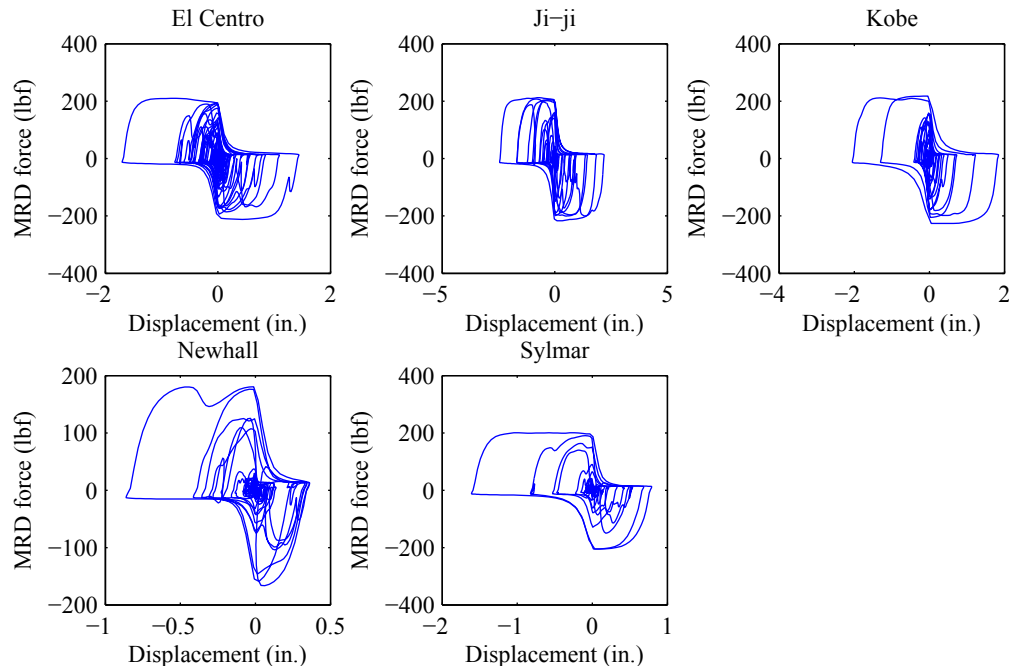 El Centro
400
200
0
−200
−400
−2
0
2
MRD force (lbf)
Displacement (in.)
Ji−ji
400
200
0
−200
−400
−5
0
5
MRD force (lbf)
Displacement (in.)
Kobe
400
200
0
−200
−400
−4
−2
0
2
MRD force (lbf)
Displacement (in.)
Newhall
200
100
0
−100
−200
−1
−0.5
0
0.5
MRD force (lbf)
Displacement (in.)
Sylmar
400
200
0
−200
−400
−2
−1
0
1
MRD force (lbf)
Displacement (in.)